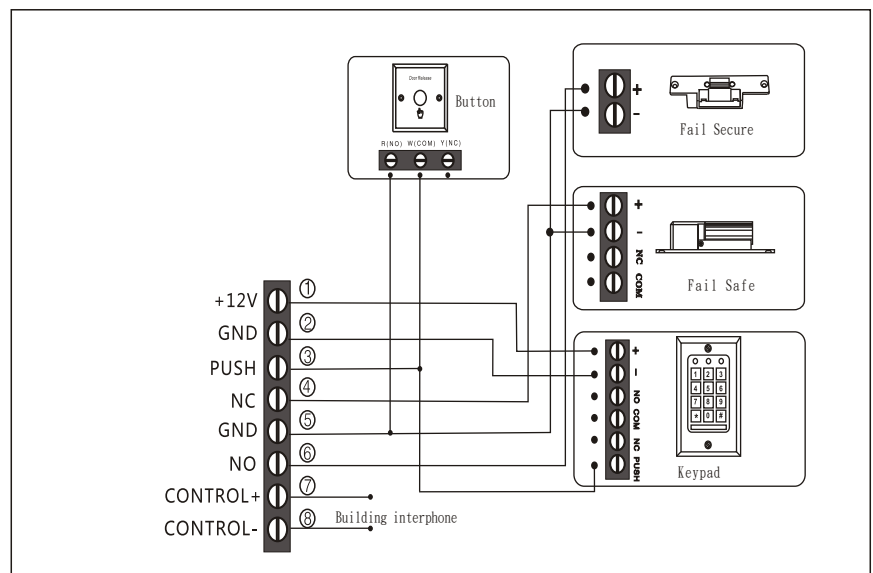 Door Release
Button
R(NO) W(COM) Y(NC)
+
-
Fail Secure
+
-
NC
COM
Fail Safe
+12V ①
GND ②
PUSH ③
NC ④
GND ⑤
NO ⑥
CONTROL+ ⑦
CONTROL- ⑧
Building interphone
+
-
NO
COM
NC
PUSH
1 2 3
4 5 6
7 8 9
* 0 #
Keypad